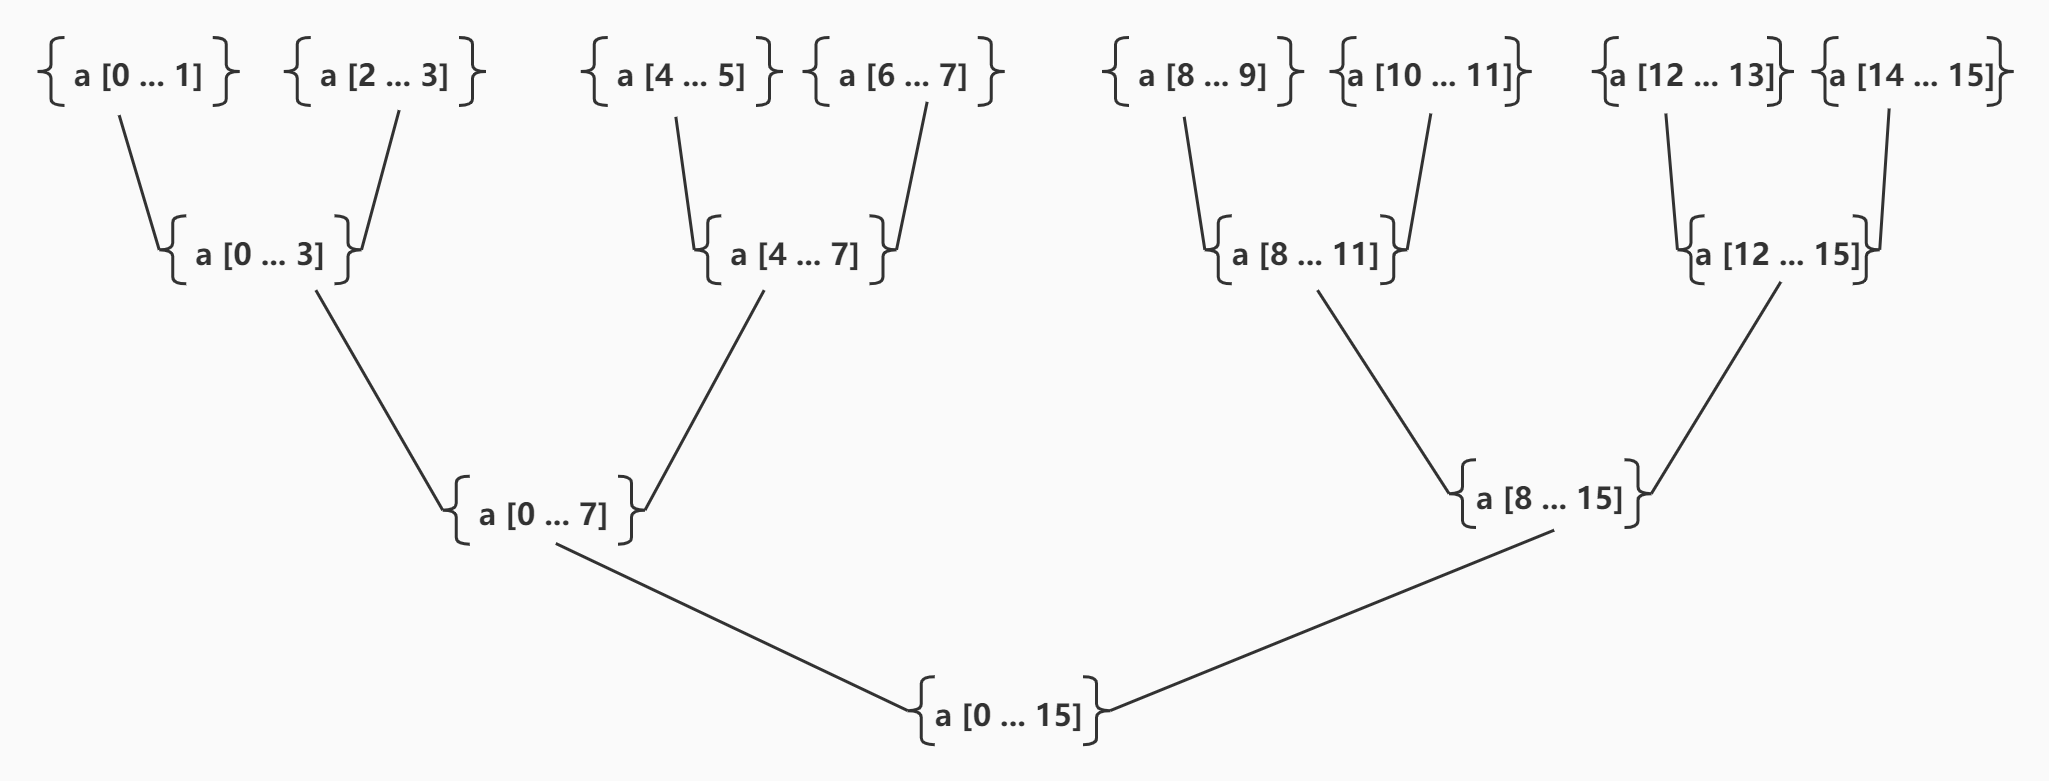 {a [0 ... 1]} {a [2 ... 3]} {a [4 ... 5]} {a [6 ... 7]} {a [8 ... 9]} {a [10 ... 11]} {a [12 ... 13]} {a [14 ... 15]}
{a [0 ... 3]} {a [4 ... 7]} {a [8 ... 11]} {a [12 ... 15]}
{a [0 ... 7]} {a [8 ... 15]}
{a [0 ... 15]}